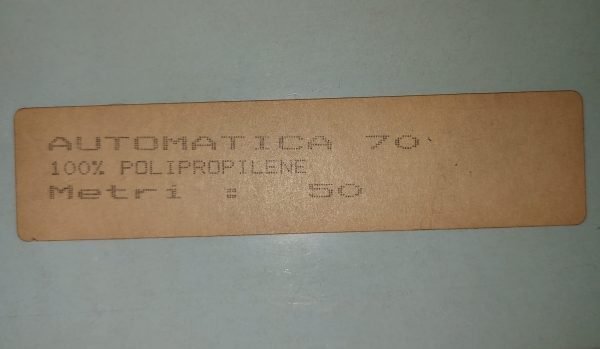 AUTOMATICA 70
100% POLIPROPILENE
Metri : 50